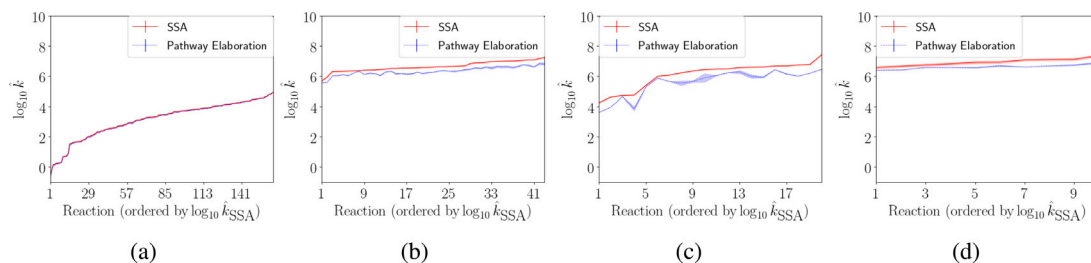 10
8
6
4
2
0
log10 k̂
SSA
Pathway Elaboration
1 29 57 85 113 141
Reaction (ordered by log10 k̂SSA)
(a)
10
8
6
4
2
0
log10 k̂
SSA
Pathway Elaboration
1 9 17 25 33 41
Reaction (ordered by log10 k̂SSA)
(b)
10
8
6
4
2
0
log10 k̂
SSA
Pathway Elaboration
1 5 9 13 17
Reaction (ordered by log10 k̂SSA)
(c)
10
8
6
4
2
0
log10 k̂
SSA
Pathway Elaboration
1 3 5 7 9
Reaction (ordered by log10 k̂SSA)
(d)